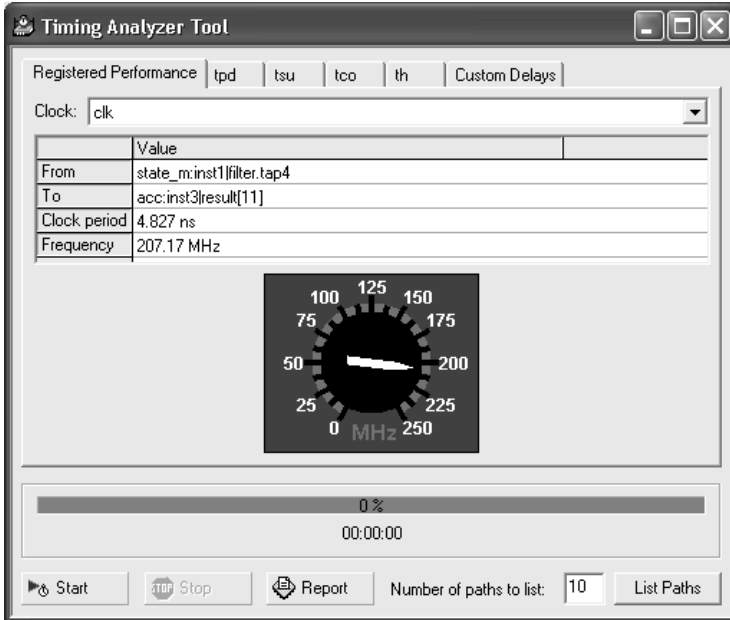 Timing Analyzer Tool
Registered Performance tpd tsu tco th Custom Delays
Clock: clk
Value
From state_m:inst1|filter.tap4
To acc:inst3|result[11]
Clock period 4.827 ns
Frequency 207.17 MHz
125
100 150
75 175
50 200
25 225
0 MHz 250
0 %
00:00:00
Start STOP Stop Report Number of paths to list: 10 List Paths